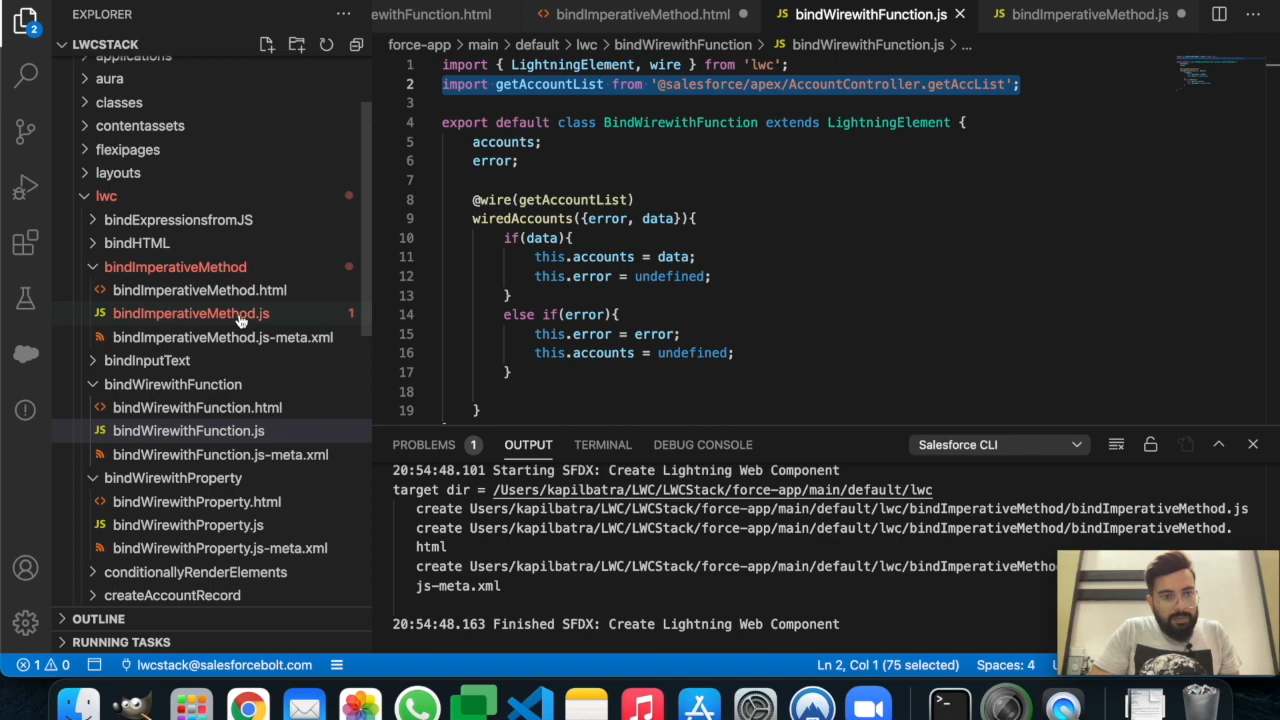 2
EXPLORER
LWCSTACK
applications
aura
classes
contentassets
flexipages
layouts
lwc
bindExpressionsfromJS
bindHTML
bindImperativeMethod
<> bindImperativeMethod.html
JS bindImperativeMethod.js 1
bindImperativeMethod.js-meta.xml
bindInputText
bindWirewithFunction
<> bindWirewithFunction.html
JS bindWirewithFunction.js
bindWirewithFunction.js-meta.xml
bindWirewithProperty
<> bindWirewithProperty.html
JS bindWirewithProperty.js
bindWirewithProperty.js-meta.xml
conditionallyRenderElements
createAccountRecord
OUTLINE
RUNNING TASKS
ewithFunction.html
<> bindImperativeMethod.html
JS bindWirewithFunction.js
JS bindImperativeMethod.js
force-app > main > default > lwc > bindWirewithFunction > JS bindWirewithFunction.js > ...
1 import { LightningElement, wire } from 'lwc';
2 import getAccountList from '@salesforce/apex/AccountController.getAccList';
3
4 export default class BindWirewithFunction extends LightningElement {
5 accounts;
6 error;
7
8 @wire(getAccountList)
9 wiredAccounts({error, data}){
10 if(data){
11 this.accounts = data;
12 this.error = undefined;
13 }
14 else if(error){
15 this.error = error;
16 this.accounts = undefined;
17 }
18
19 }
PROBLEMS 1 OUTPUT TERMINAL DEBUG CONSOLE Salesforce CLI
20:54:48.101 Starting SFDX: Create Lightning Web Component
target dir = /Users/kapilbatra/LWC/LWCStack/force-app/main/default/lwc
create Users/kapilbatra/LWC/LWCStack/force-app/main/default/lwc/bindImperativeMethod/bindImperativeMethod.js
create Users/kapilbatra/LWC/LWCStack/force-app/main/default/lwc/bindImperativeMethod/bindImperativeMethod.
html
create Users/kapilbatra/LWC/LWCStack/force-app/main/default/lwc/bindImperativeMetho
js-meta.xml
20:54:48.163 Finished SFDX: Create Lightning Web Component
1 0 lwcstack@salesforcebolt.com Ln 2, Col 1 (75 selected) Spaces: 4